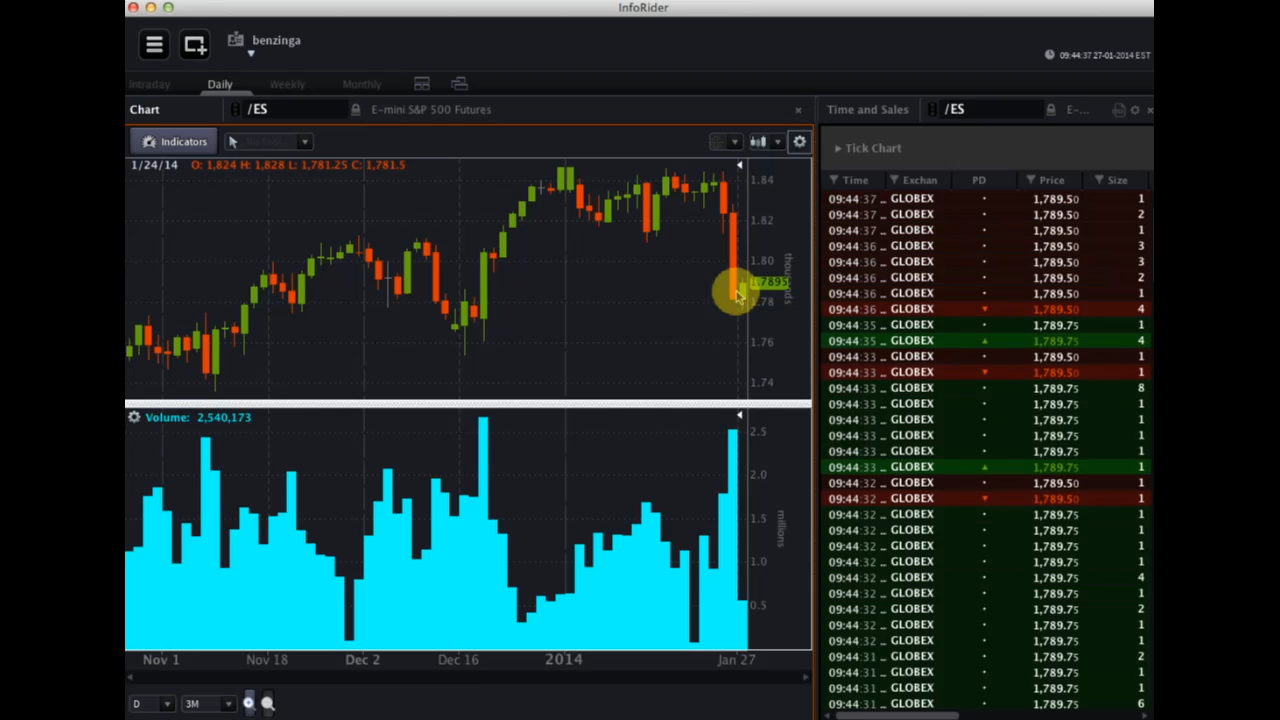 InfoRider
benzinga
09:44:37 27-01-2014 EST
Intraday Daily Weekly Monthly
Chart /ES E-mini S&P 500 Futures ×
Indicators
1/24/14 O: 1,824 H: 1,828 L: 1,781.25 C: 1,781.5
1.84
1.82
1.80
1.7895
1.78
1.76
1.74
thousands
Volume: 2,540,173
2.5
2.0
1.5
1.0
0.5
millions
Nov 1 Nov 18 Dec 2 Dec 16 2014 Jan 27
D 3M
Time and Sales /ES E-...
Tick Chart
Time Exchan PD Price Size
09:44:37 ... GLOBEX 1,789.50 1
09:44:37 ... GLOBEX 1,789.50 2
09:44:37 ... GLOBEX 1,789.50 1
09:44:36 ... GLOBEX 1,789.50 3
09:44:36 ... GLOBEX 1,789.50 3
09:44:36 ... GLOBEX 1,789.50 2
09:44:36 ... GLOBEX 1,789.50 1
09:44:36 ... GLOBEX ▼ 1,789.50 4
09:44:35 ... GLOBEX 1,789.75 1
09:44:35 ... GLOBEX ▲ 1,789.75 4
09:44:33 ... GLOBEX 1,789.50 1
09:44:33 ... GLOBEX ▼ 1,789.50 1
09:44:33 ... GLOBEX 1,789.75 8
09:44:33 ... GLOBEX 1,789.75 1
09:44:33 ... GLOBEX 1,789.75 1
09:44:33 ... GLOBEX 1,789.75 1
09:44:33 ... GLOBEX 1,789.75 1
09:44:33 ... GLOBEX ▲ 1,789.75 1
09:44:32 ... GLOBEX 1,789.50 1
09:44:32 ... GLOBEX ▼ 1,789.50 1
09:44:32 ... GLOBEX 1,789.75 1
09:44:32 ... GLOBEX 1,789.75 1
09:44:32 ... GLOBEX 1,789.75 1
09:44:32 ... GLOBEX 1,789.75 1
09:44:32 ... GLOBEX 1,789.75 4
09:44:32 ... GLOBEX 1,789.75 1
09:44:32 ... GLOBEX 1,789.75 2
09:44:32 ... GLOBEX 1,789.75 1
09:44:32 ... GLOBEX 1,789.75 1
09:44:31 ... GLOBEX 1,789.75 2
09:44:31 ... GLOBEX 1,789.75 1
09:44:31 ... GLOBEX 1,789.75 1
09:44:31 ... GLOBEX 1,789.75 6